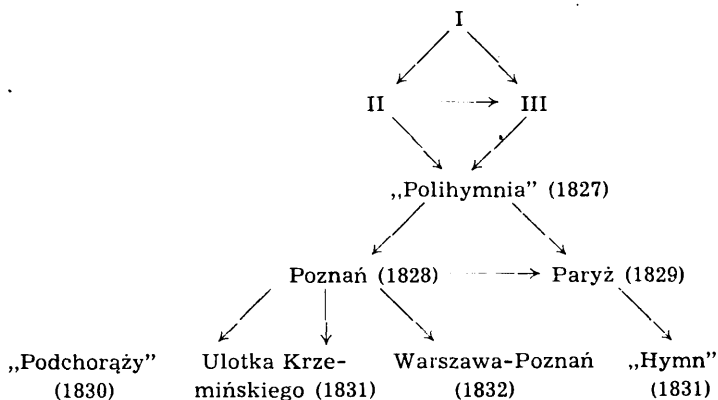 I
II III
„Polihymnia” (1827)
Poznań (1828) Paryż (1829)
„Podchorąży” Ulotka Krze- Warszawa-Poznań „Hymn”
(1830) mińskiego (1831) (1832) (1831)